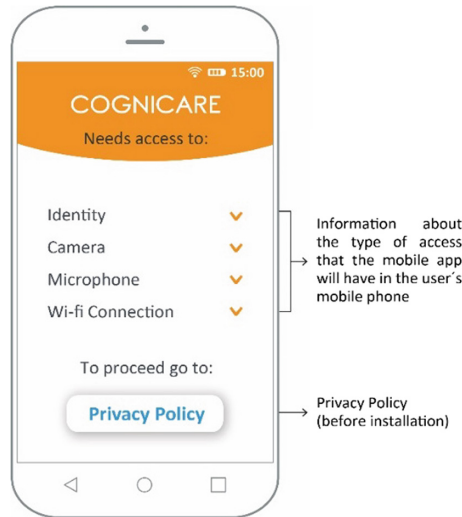 15:00
COGNICARE
Needs access to:
Identity
Camera
Microphone
Wi-fi Connection
To proceed go to:
Privacy Policy
Information about
the type of access
that the mobile app
will have in the user´s
mobile phone
Privacy Policy
(before installation)